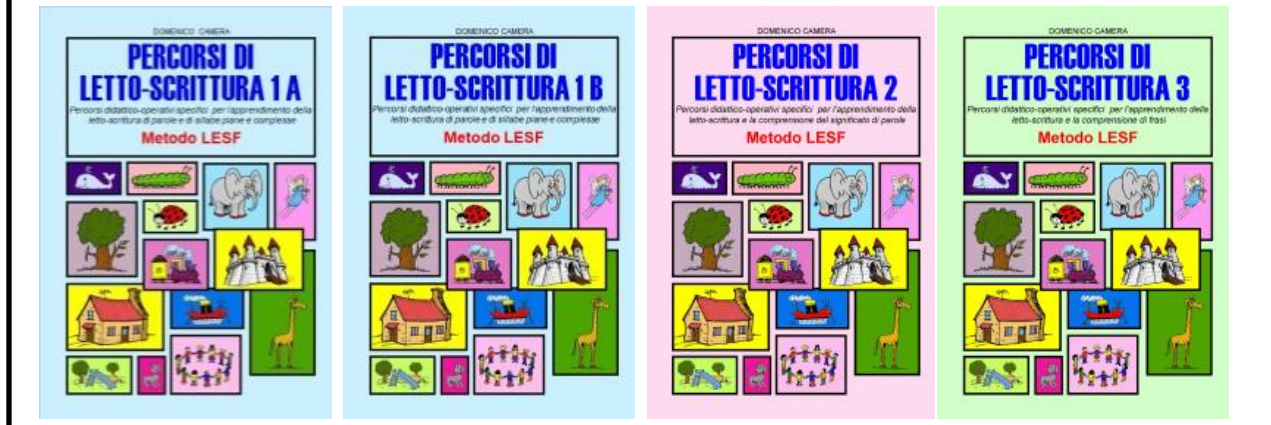 DOMENICO CAMERA
PERCORSI DI
LETTO-SCRITTURA 1 A
Percorsi didattico-operativi specifici per l'apprendimento della
letto-scrittura di parole e di sillabe piane e complesse
Metodo LESF
DOMENICO CAMERA
PERCORSI DI
LETTO-SCRITTURA 1 B
Percorsi didattico-operativi specifici per l'apprendimento della
letto-scrittura di parole e di sillabe piane e complesse
Metodo LESF
DOMENICO CAMERA
PERCORSI DI
LETTO-SCRITTURA 2
Percorsi didattico-operativi specifici per l'apprendimento della
letto-scrittura e la comprensione del significato di parole
Metodo LESF
DOMENICO CAMERA
PERCORSI DI
LETTO-SCRITTURA 3
Percorsi didattico-operativi specifici per l'apprendimento della
letto-scrittura e la comprensione di frasi
Metodo LESF